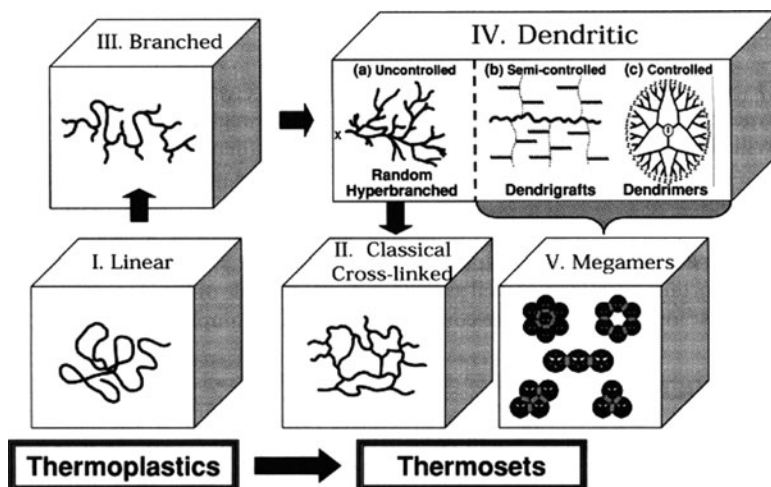 III. Branched
IV. Dendritic
(a) Uncontrolled
(b) Semi-controlled
(c) Controlled
x
I
Random
Hyperbranched
Dendrigrafts
Dendrimers
I. Linear
II. Classical
Cross-linked
V. Megamers
Thermoplastics
Thermosets